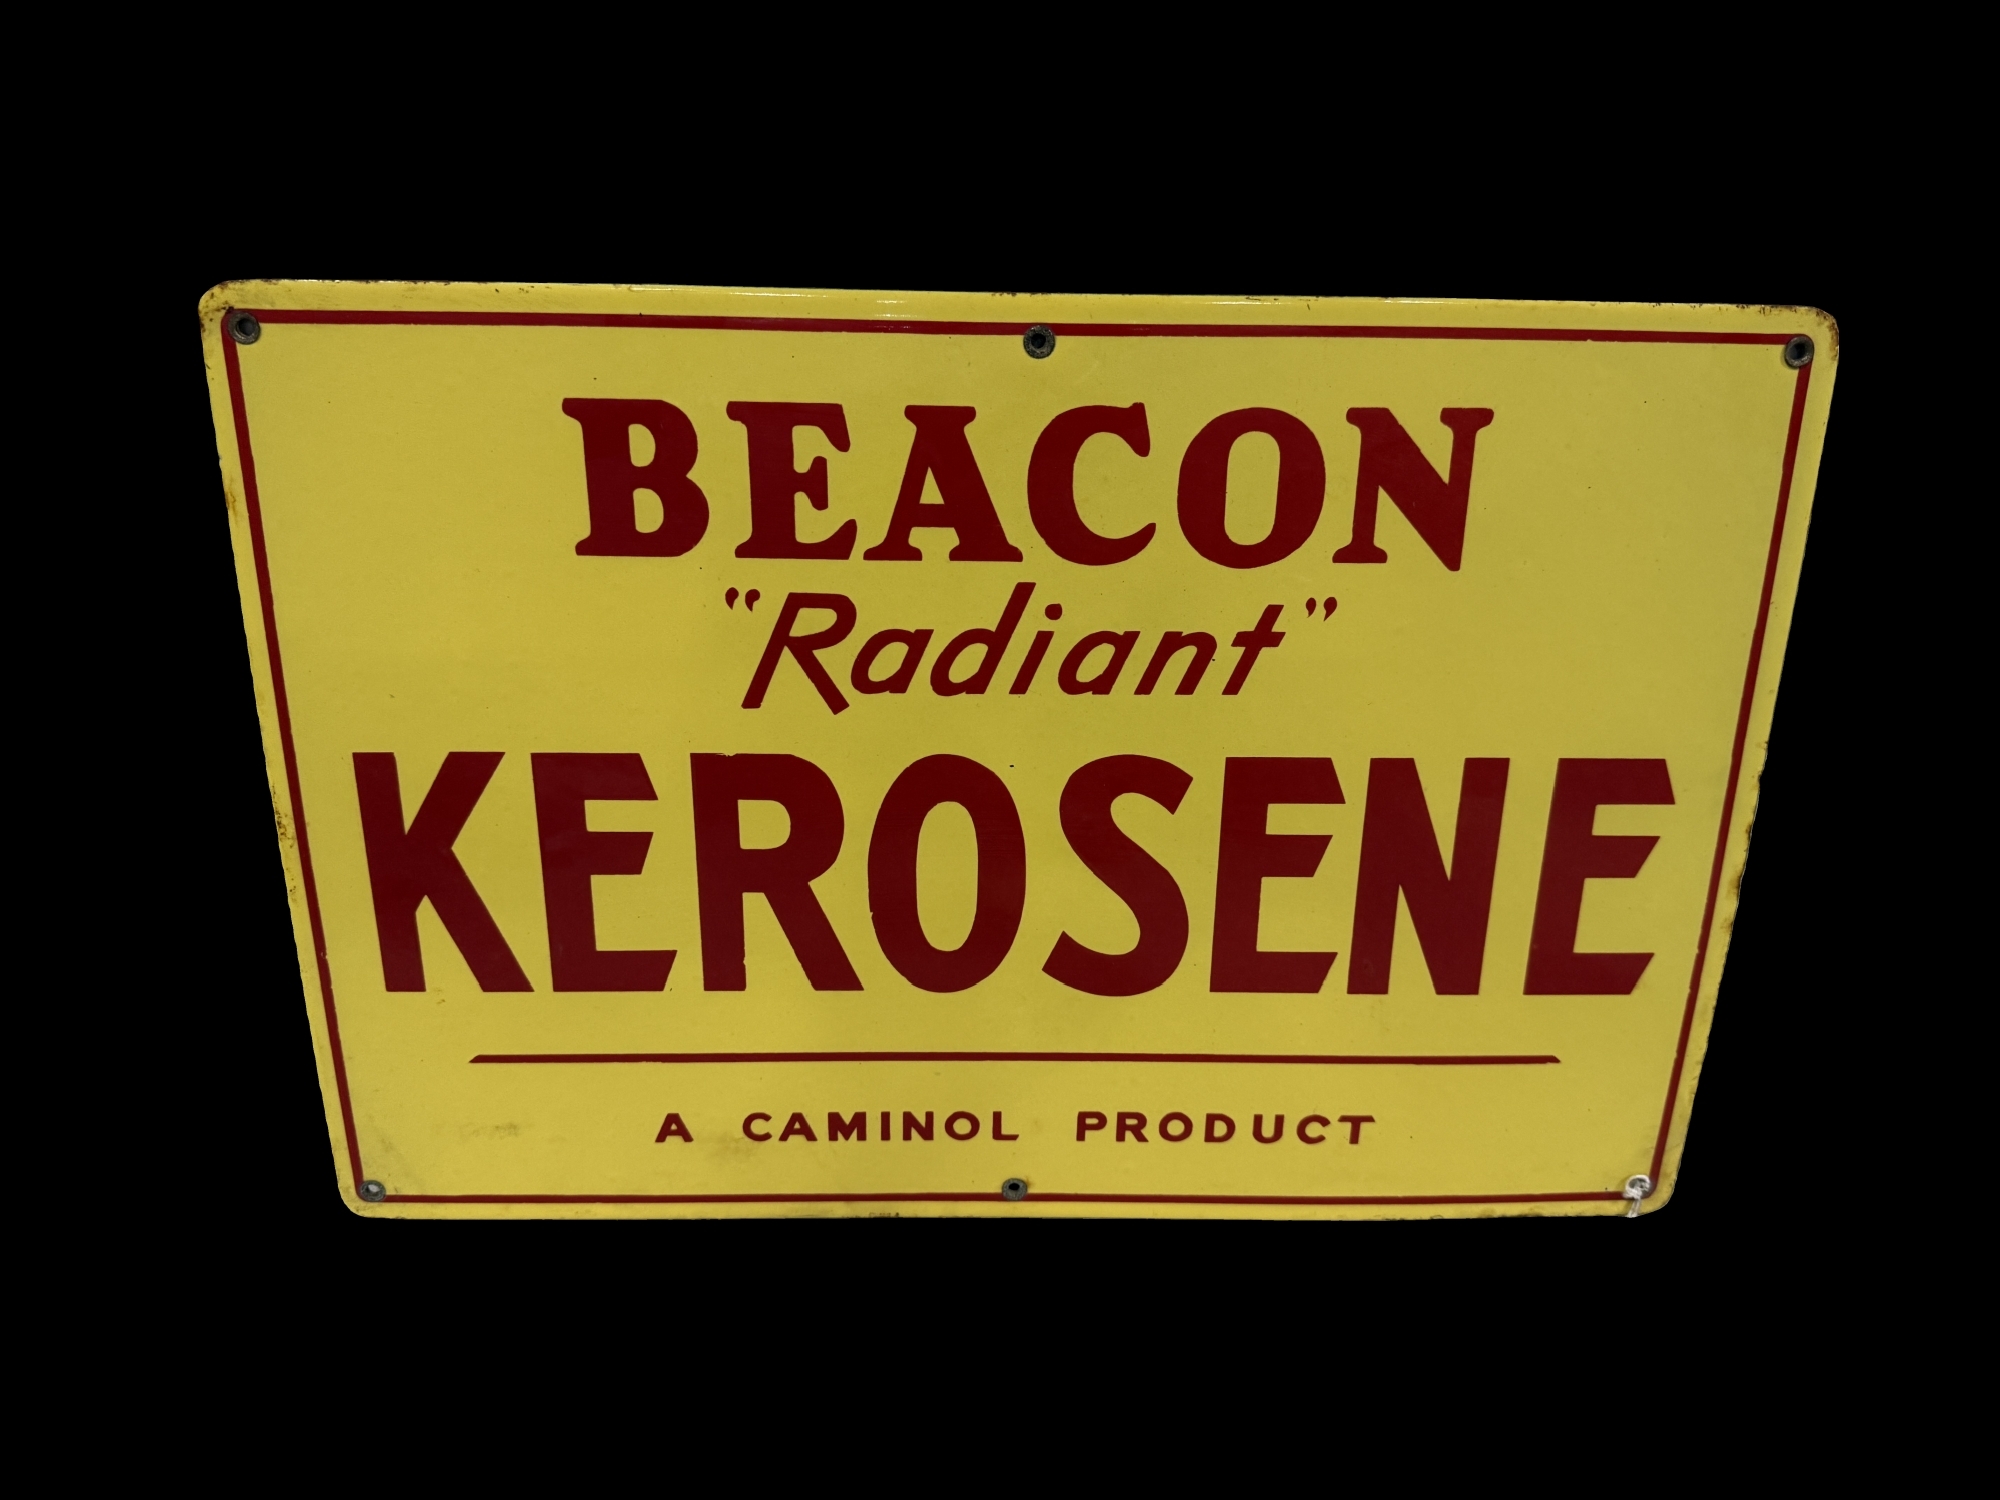 BEACON
“Radiant”
KEROSENE
A CAMINOL PRODUCT